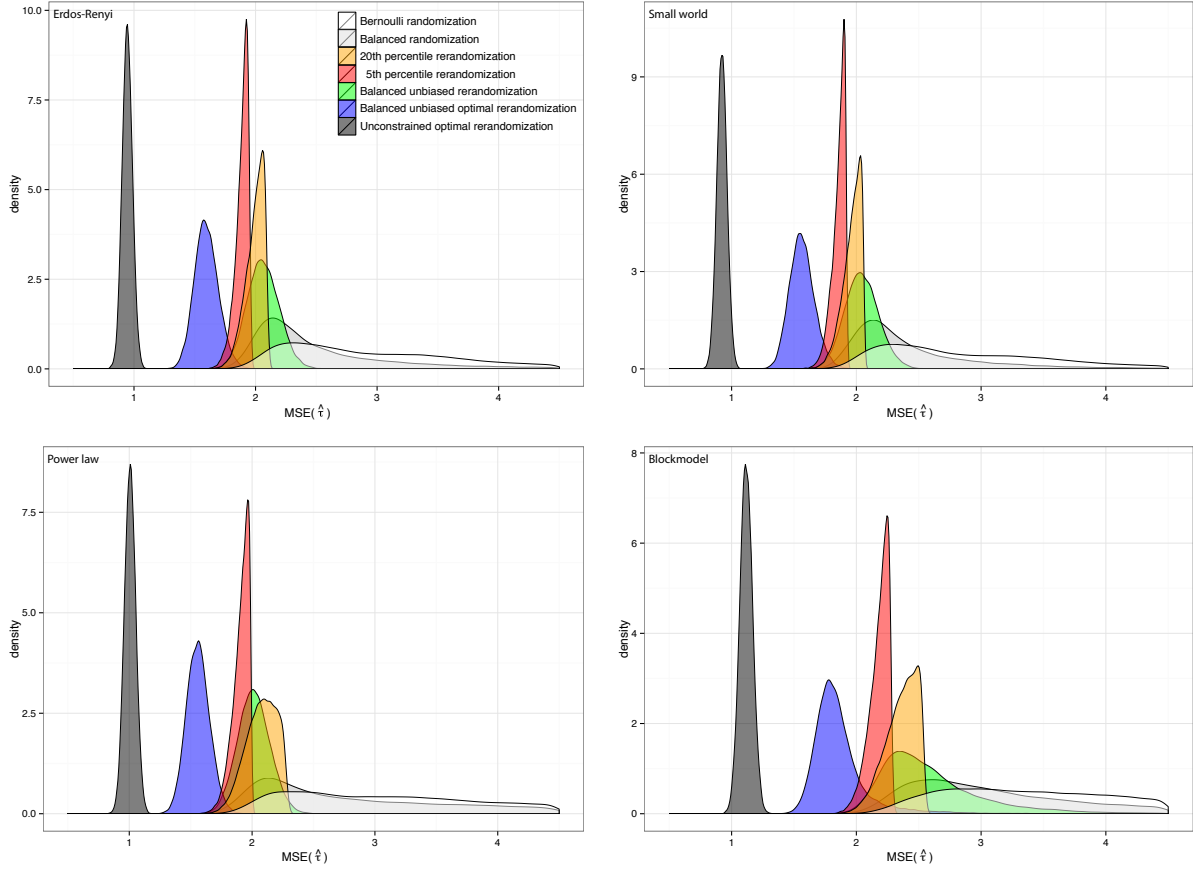 Erdos-Renyi
10.0
7.5
5.0
2.5
0.0
density
1
2
3
4
MSE(τ̂)
Bernoulli randomization
Balanced randomization
20th percentile rerandomization
5th percentile rerandomization
Balanced unbiased rerandomization
Balanced unbiased optimal rerandomization
Unconstrained optimal rerandomization
Small world
9
6
3
0
density
1
2
3
4
MSE(τ̂)
Power law
7.5
5.0
2.5
0.0
density
1
2
3
4
MSE(τ̂)
Blockmodel
8
6
4
2
0
density
1
2
3
4
MSE(τ̂)